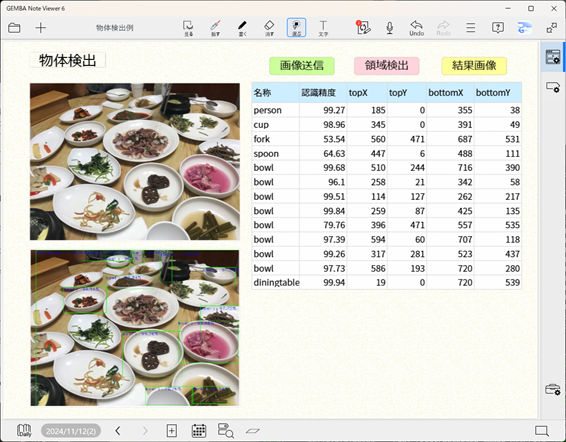 GEMBA Note Viewer 6
物体検出例
見る
指す
書く
消す
選ぶ
文字
Undo
Redo
物体検出
画像送信 領域検出 結果画像
名称 認識精度 topX topY bottomX bottomY
person 99.27 185 0 355 38
cup 98.96 345 0 391 49
fork 53.54 560 471 687 531
spoon 64.63 447 6 488 111
bowl 99.68 510 244 716 390
bowl 96.1 258 21 342 58
bowl 99.51 114 127 262 217
bowl 99.84 259 87 425 135
bowl 79.76 396 471 557 535
bowl 97.39 594 60 707 118
bowl 99.26 317 281 523 437
bowl 97.73 586 193 720 280
diningtable 99.94 19 0 720 539
Daily
2024/11/12(2)